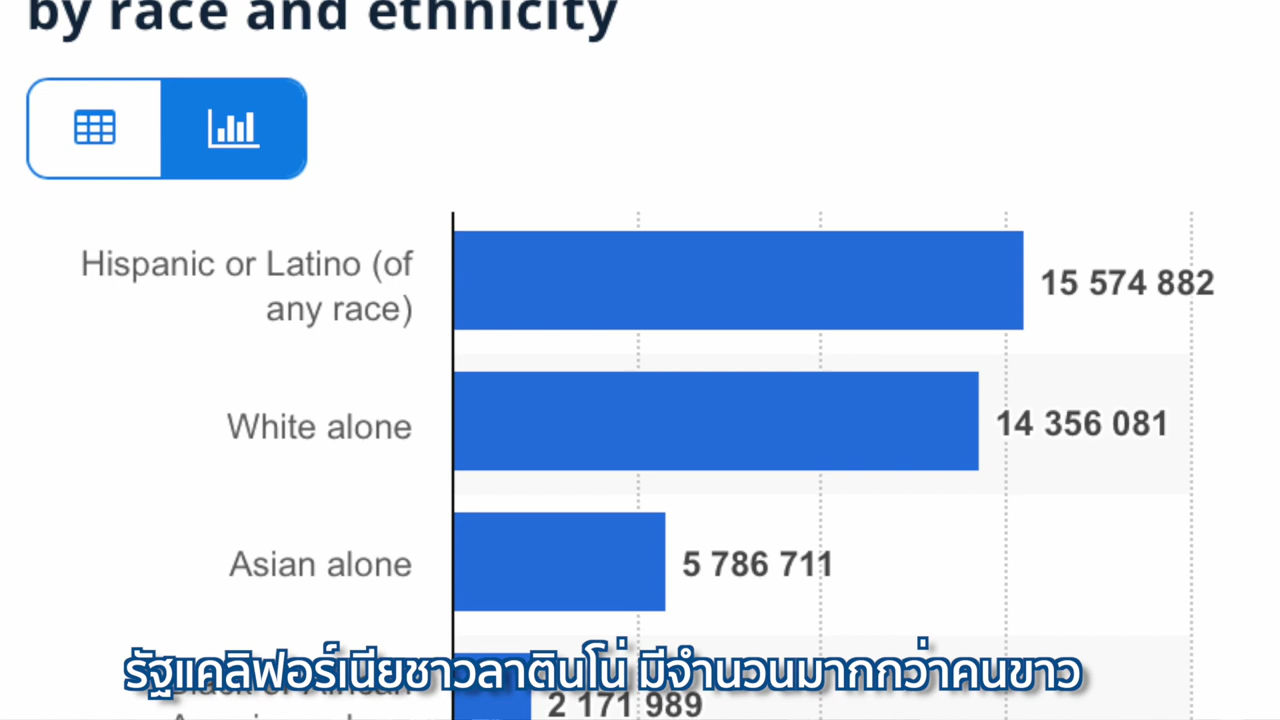 by race and ethnicity
Hispanic or Latino (of
any race)
15 574 882
White alone
14 356 081
Asian alone
5 786 711
รัฐแคลิฟอร์เนียชาวลาตินโน่ มีจำนวนมากกว่าคนขาว
2 171 989